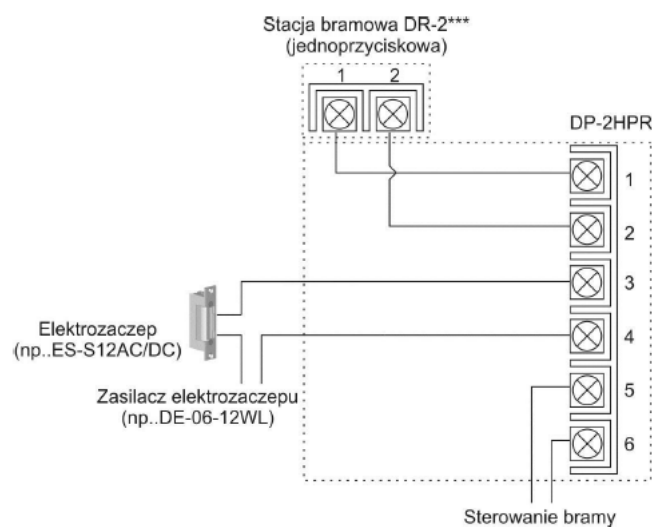 Stacja bramowa DR-2***
(jednoprzyciskowa)
1 2
DP-2HPR
1
2
3
4
5
6
Elektrozaczep
(np..ES-S12AC/DC)
Zasilacz elektrozaczepu
(np..DE-06-12WL)
Sterowanie bramy